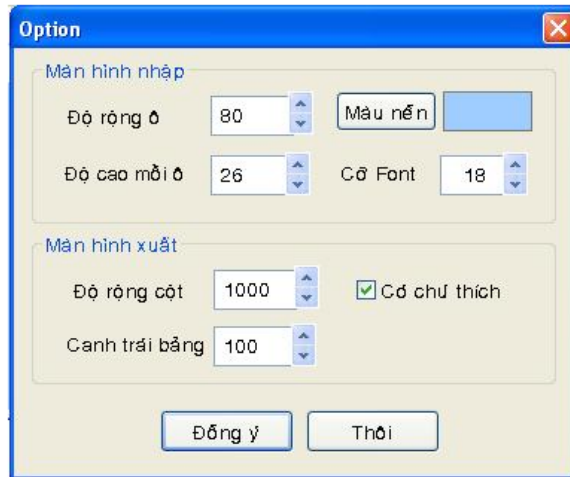 Option
Màn hình nhập
Độ rộng ô 80 Màu nền
Độ cao mỗi ô 26 Cỡ Font 18
Màn hình xuất
Độ rộng cột 1000 Có chú thích
Canh trái bảng 100
Đồng ý Thôi